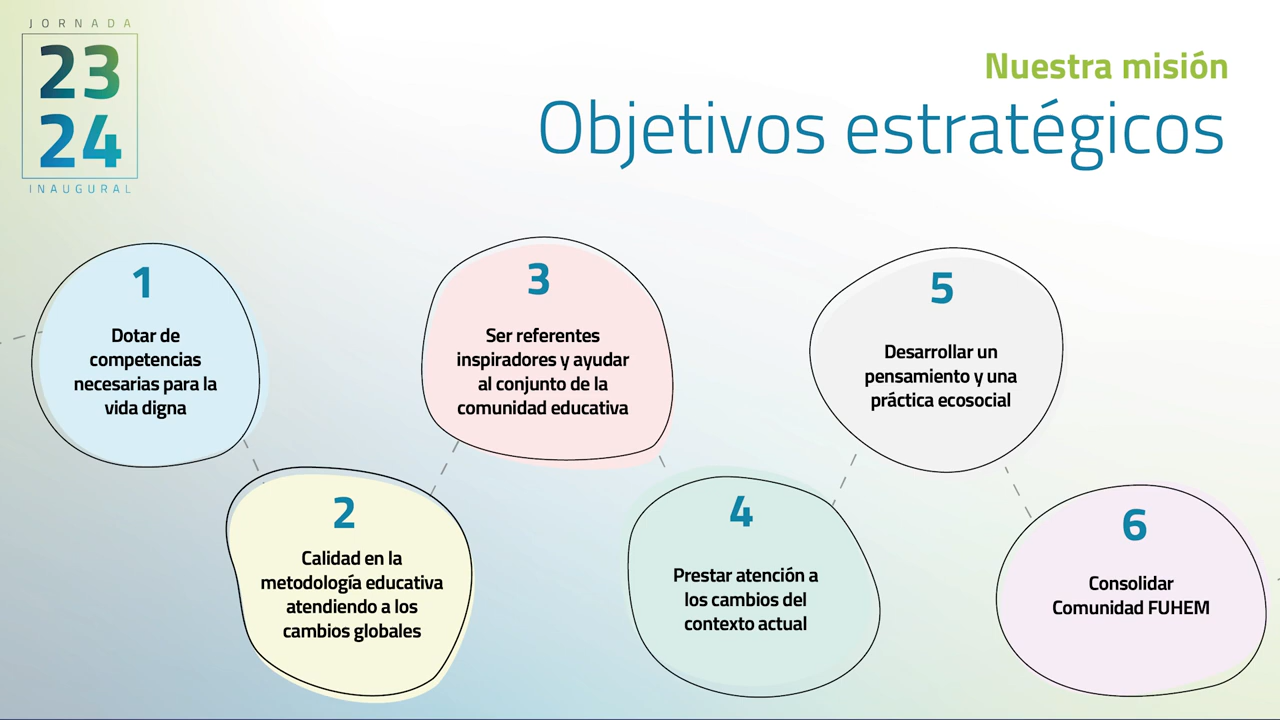 JORNADA
23
24
INAUGURAL
Nuestra misión
Objetivos estratégicos
1
Dotar de
competencias
necesarias para la
vida digna
2
Calidad en la
metodología educativa
atendiendo a los
cambios globales
3
Ser referentes
inspiradores y ayudar
al conjunto de la
comunidad educativa
4
Prestar atención a
los cambios del
contexto actual
5
Desarrollar un
pensamiento y una
práctica ecosocial
6
Consolidar
Comunidad FUHEM